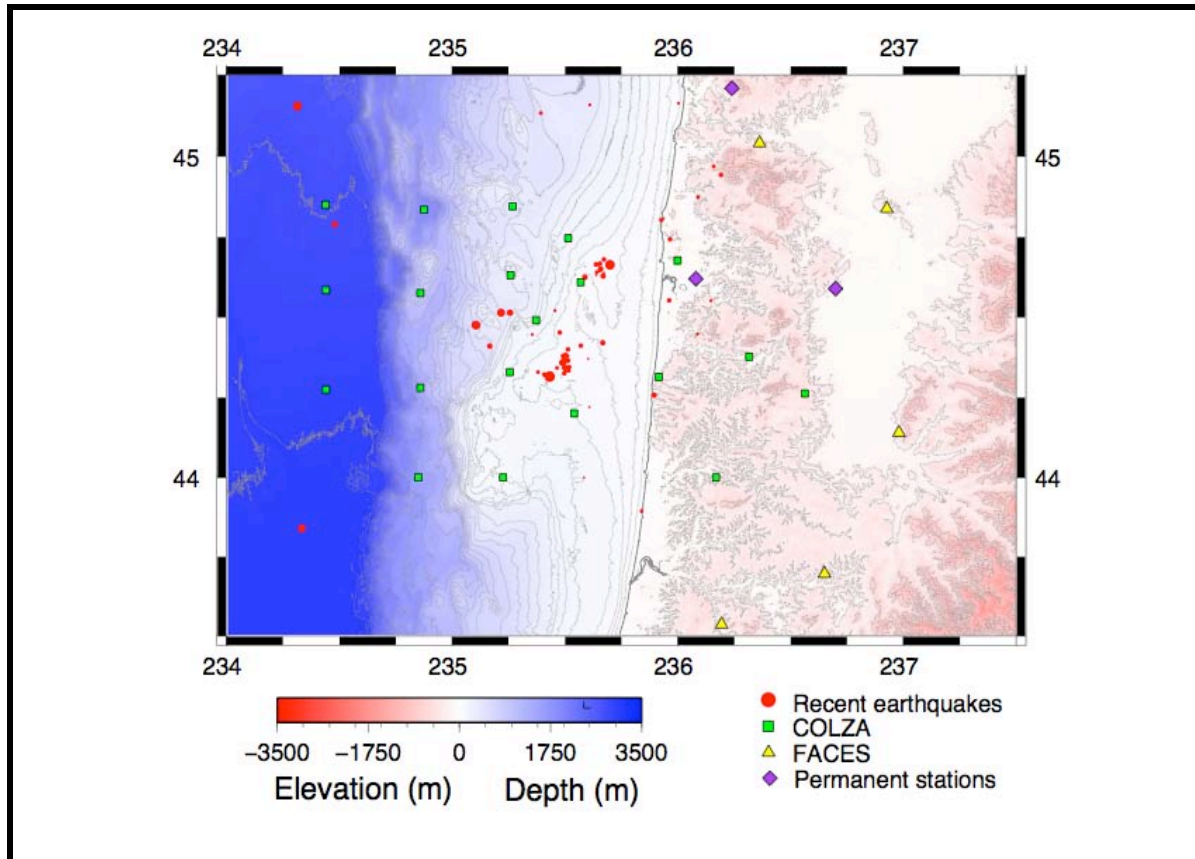 234 235 236 237
45 45
44 44
234 235 236 237
Recent earthquakes
COLZA
−3500 −1750 0 1750 3500
FACES
Elevation (m) Depth (m)
Permanent stations